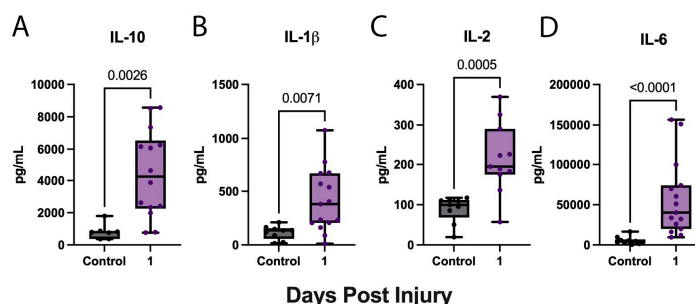 A
IL-10
pg/mL
10000
8000
6000
4000
2000
0
0.0026
Control
1
B
IL-1β
pg/mL
1500
1000
500
0
0.0071
Control
1
C
IL-2
pg/mL
400
300
200
100
0
0.0005
Control
1
D
IL-6
pg/mL
200000
150000
100000
50000
0
<0.0001
Control
1
Days Post Injury